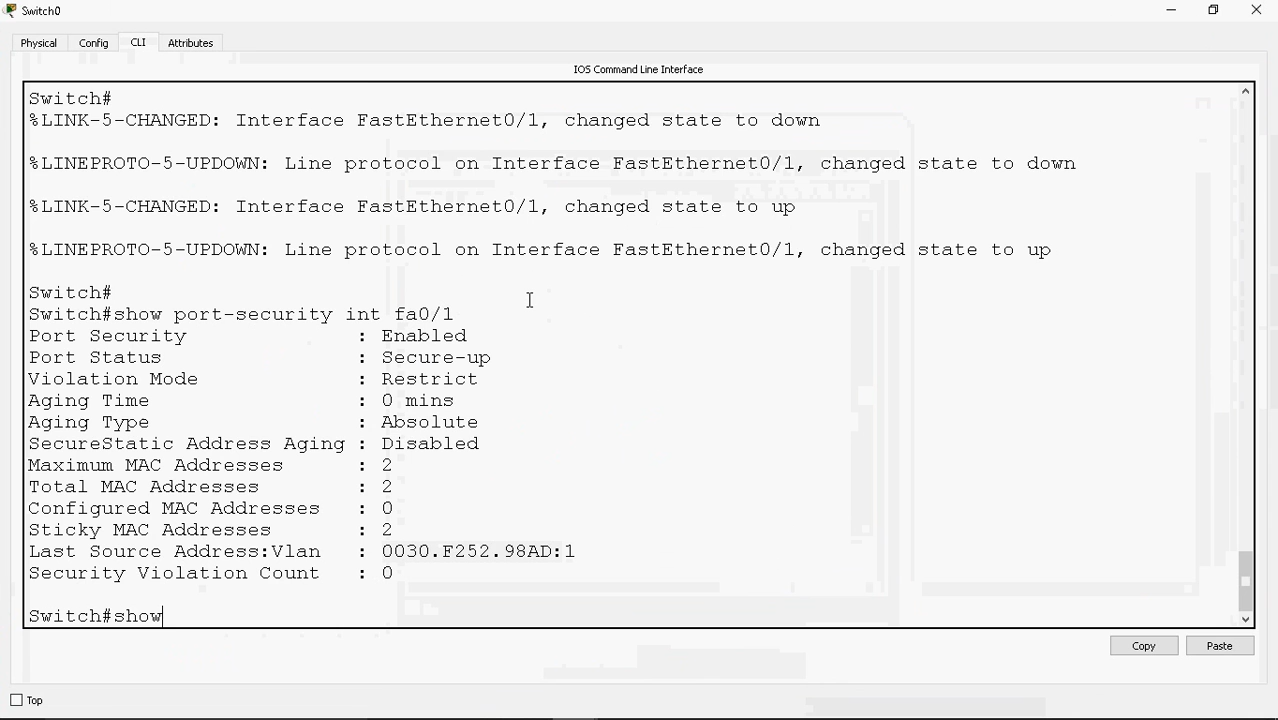 Switch0
Physical Config CLI Attributes
IOS Command Line Interface
Switch#
%LINK-5-CHANGED: Interface FastEthernet0/1, changed state to down
%LINEPROTO-5-UPDOWN: Line protocol on Interface FastEthernet0/1, changed state to down
%LINK-5-CHANGED: Interface FastEthernet0/1, changed state to up
%LINEPROTO-5-UPDOWN: Line protocol on Interface FastEthernet0/1, changed state to up
Switch#
Switch#show port-security int fa0/1
Port Security : Enabled
Port Status : Secure-up
Violation Mode : Restrict
Aging Time : 0 mins
Aging Type : Absolute
SecureStatic Address Aging : Disabled
Maximum MAC Addresses : 2
Total MAC Addresses : 2
Configured MAC Addresses : 0
Sticky MAC Addresses : 2
Last Source Address:Vlan : 0030.F252.98AD:1
Security Violation Count : 0
Switch#show
Copy Paste
Top